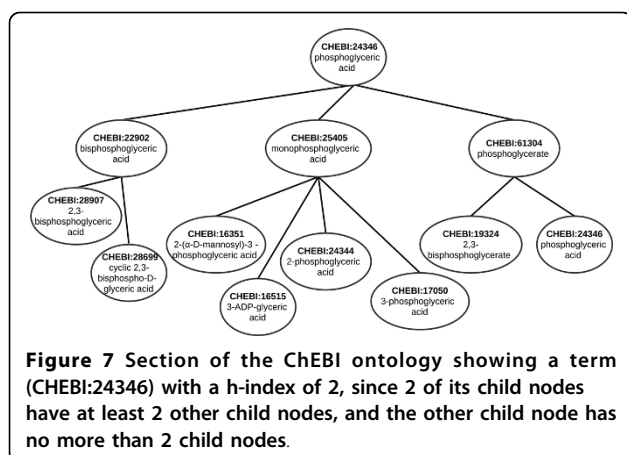 CHEBI:24346
phosphoglyceric
acid
CHEBI:22902
bisphosphoglyceric
acid
CHEBI:25405
monophosphoglyceric
acid
CHEBI:61304
phosphoglycerate
CHEBI:28907
2,3-
bisphosphoglyceric
acid
CHEBI:28699
cyclic 2,3-
bisphospho-D-
glyceric acid
CHEBI:16351
2-(α-D-mannosyl)-3 -
phosphoglyceric acid
CHEBI:16515
3-ADP-glyceric
acid
CHEBI:24344
2-phosphoglyceric
acid
CHEBI:17050
3-phosphoglyceric
acid
CHEBI:19324
2,3-
bisphosphoglycerate
CHEBI:24346
phosphoglyceric
acid
Figure 7 Section of the ChEBI ontology showing a term
(CHEBI:24346) with a h-index of 2, since 2 of its child nodes
have at least 2 other child nodes, and the other child node has
no more than 2 child nodes.